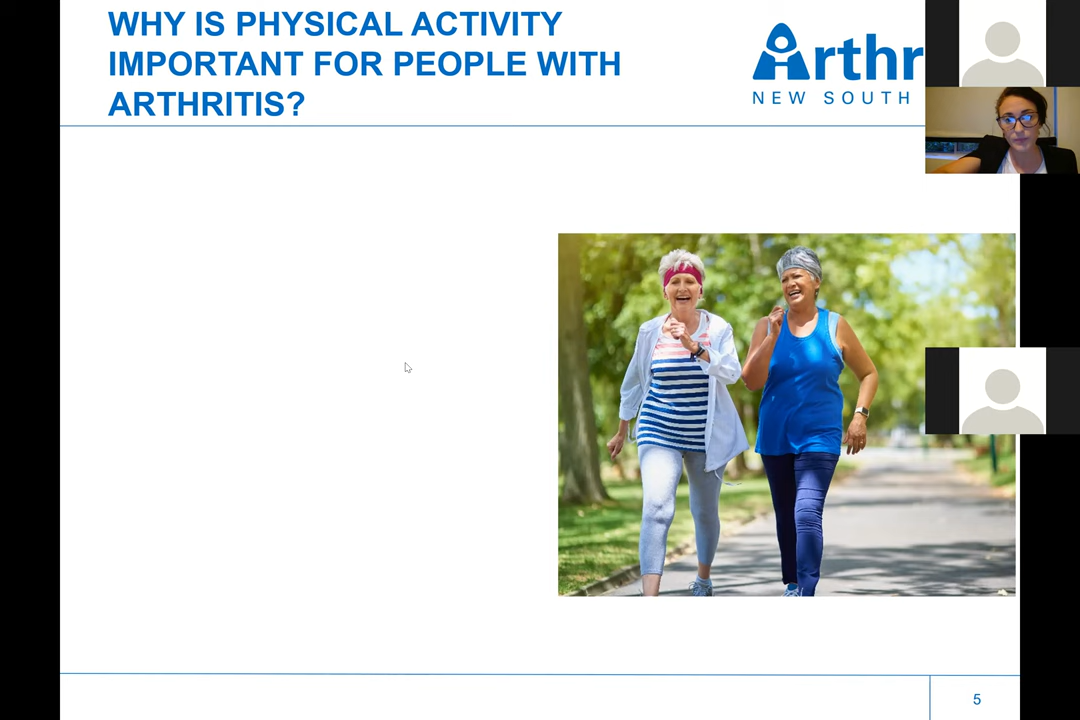 WHY IS PHYSICAL ACTIVITY
IMPORTANT FOR PEOPLE WITH
ARTHRITIS?
Arthr
NEW SOUTH
5